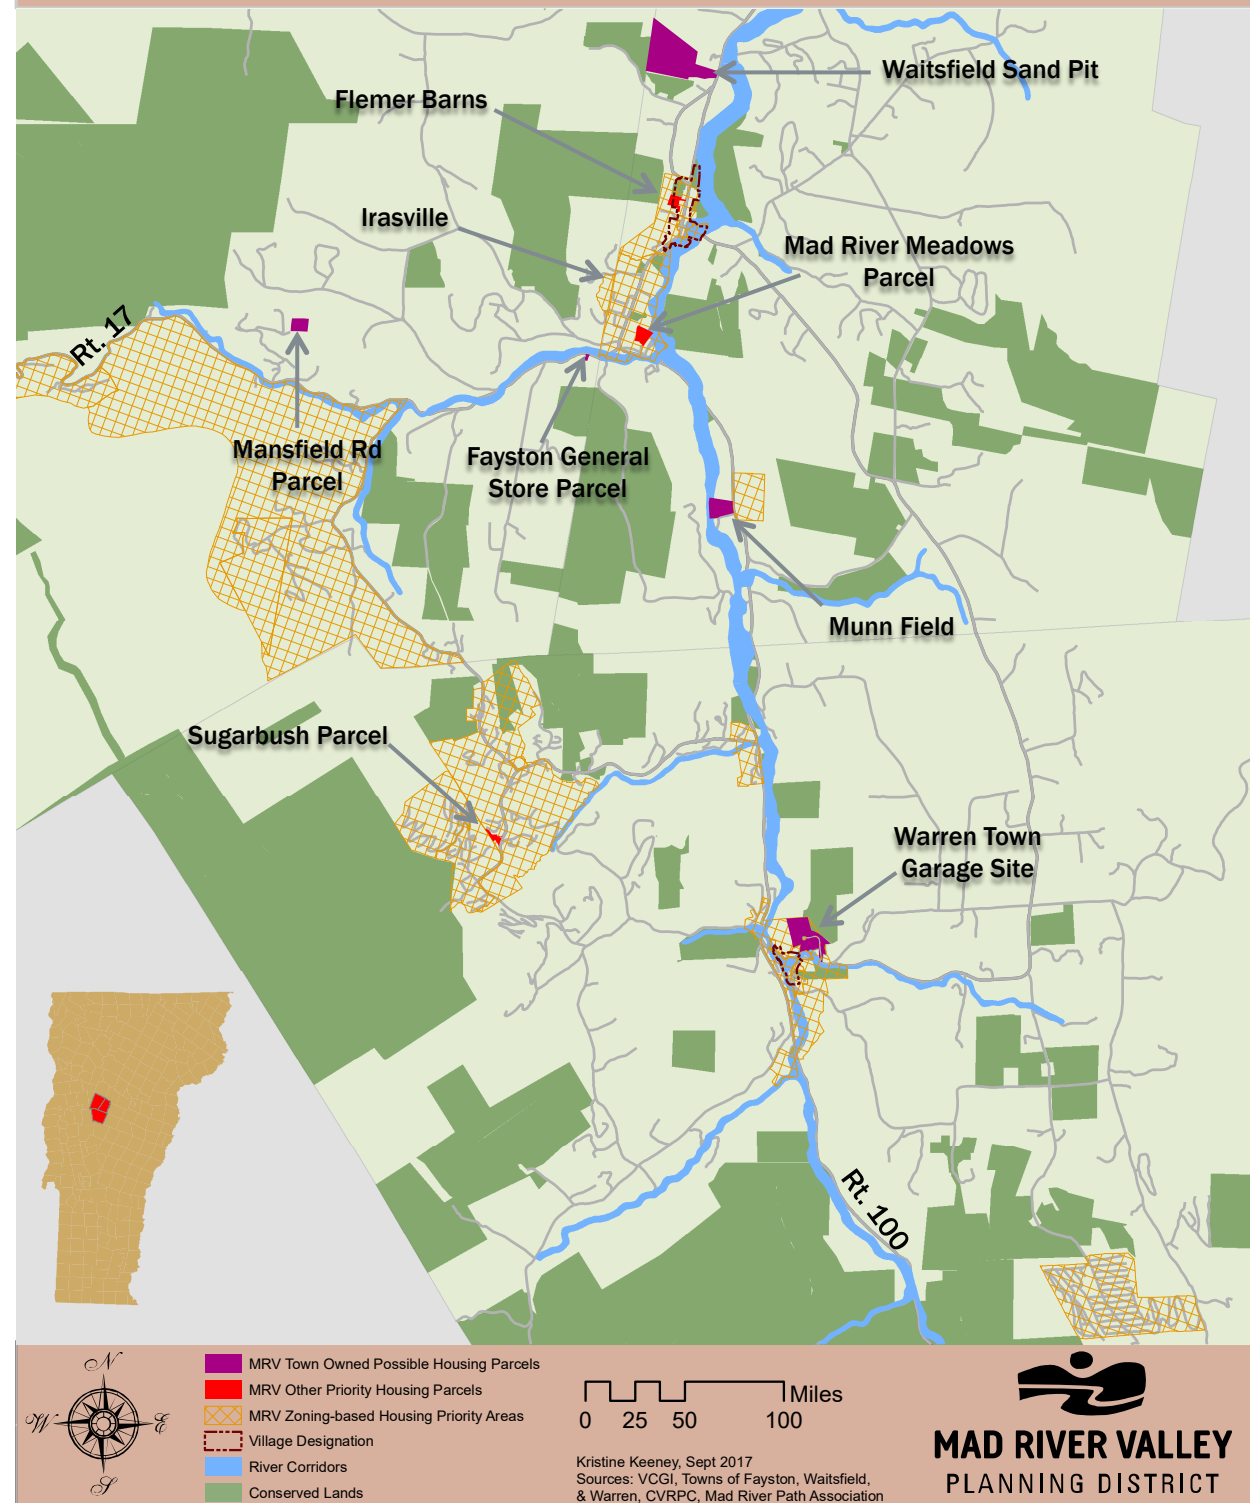 Waitsfield Sand Pit
Flemer Barns
Irasville
Mad River Meadows
Parcel
Rt. 17
Mansfield Rd
Parcel
Fayston General
Store Parcel
Munn Field
Sugarbush Parcel
Warren Town
Garage Site
Rt. 100
N
W
E
S
MRV Town Owned Possible Housing Parcels
MRV Other Priority Housing Parcels
MRV Zoning-based Housing Priority Areas
Village Designation
River Corridors
Conserved Lands
Miles
0 25 50 100
Kristine Keeney, Sept 2017
Sources: VCGI, Towns of Fayston, Waitsfield,
& Warren, CVRPC, Mad River Path Association
MAD RIVER VALLEY
PLANNING DISTRICT